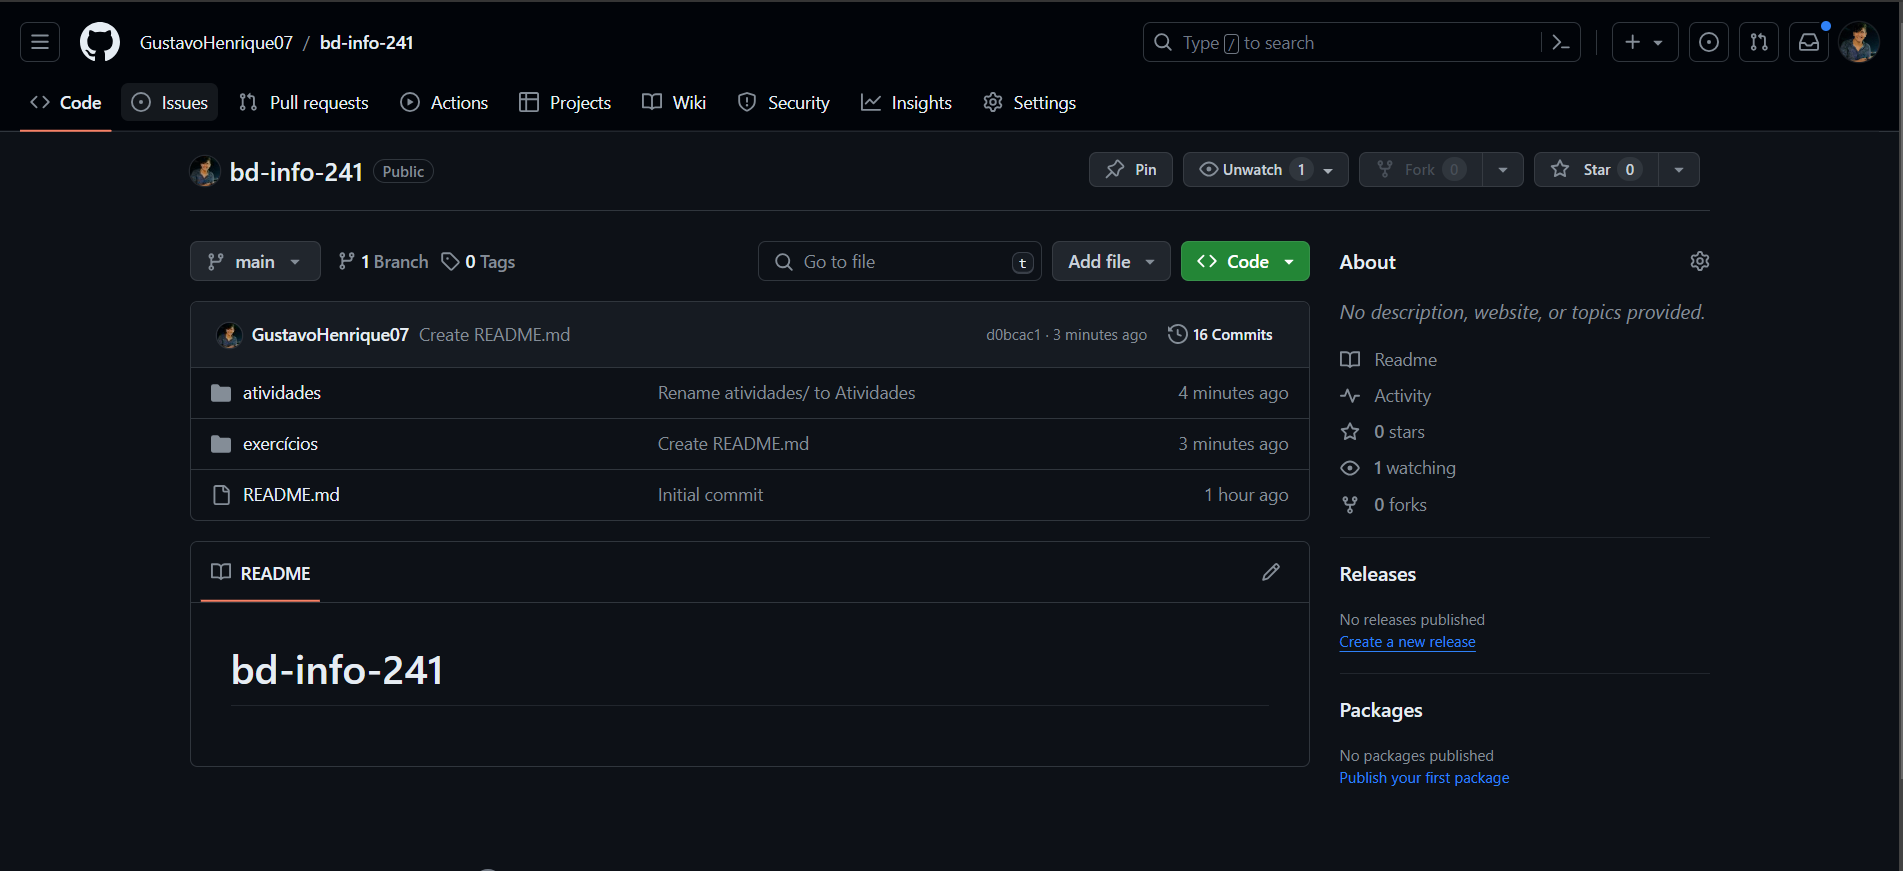 GustavoHenrique07 / bd-info-241
Type / to search
Code Issues Pull requests Actions Projects Wiki Security Insights Settings
bd-info-241 Public
Pin Unwatch 1 Fork 0 Star 0
main 1 Branch 0 Tags Go to file t Add file Code
GustavoHenrique07 Create README.md d0bcac1 · 3 minutes ago 16 Commits
atividades Rename atividades/ to Atividades 4 minutes ago
exercícios Create README.md 3 minutes ago
README.md Initial commit 1 hour ago
README
bd-info-241
About
No description, website, or topics provided.
Readme
Activity
0 stars
1 watching
0 forks
Releases
No releases published
Create a new release
Packages
No packages published
Publish your first package